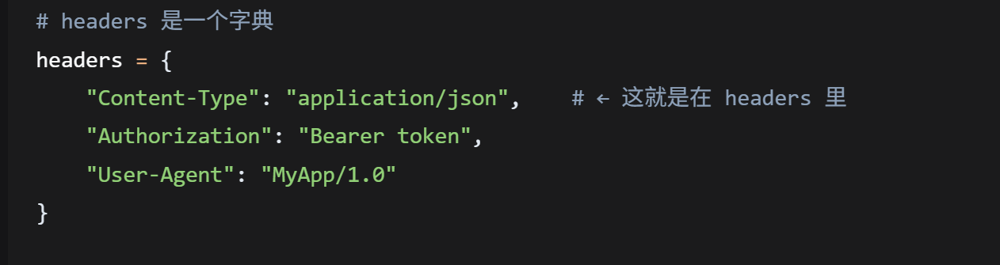 # headers 是一个字典
headers = {
    "Content-Type": "application/json",    # ← 这就是在 headers 里
    "Authorization": "Bearer token",
    "User-Agent": "MyApp/1.0"
}